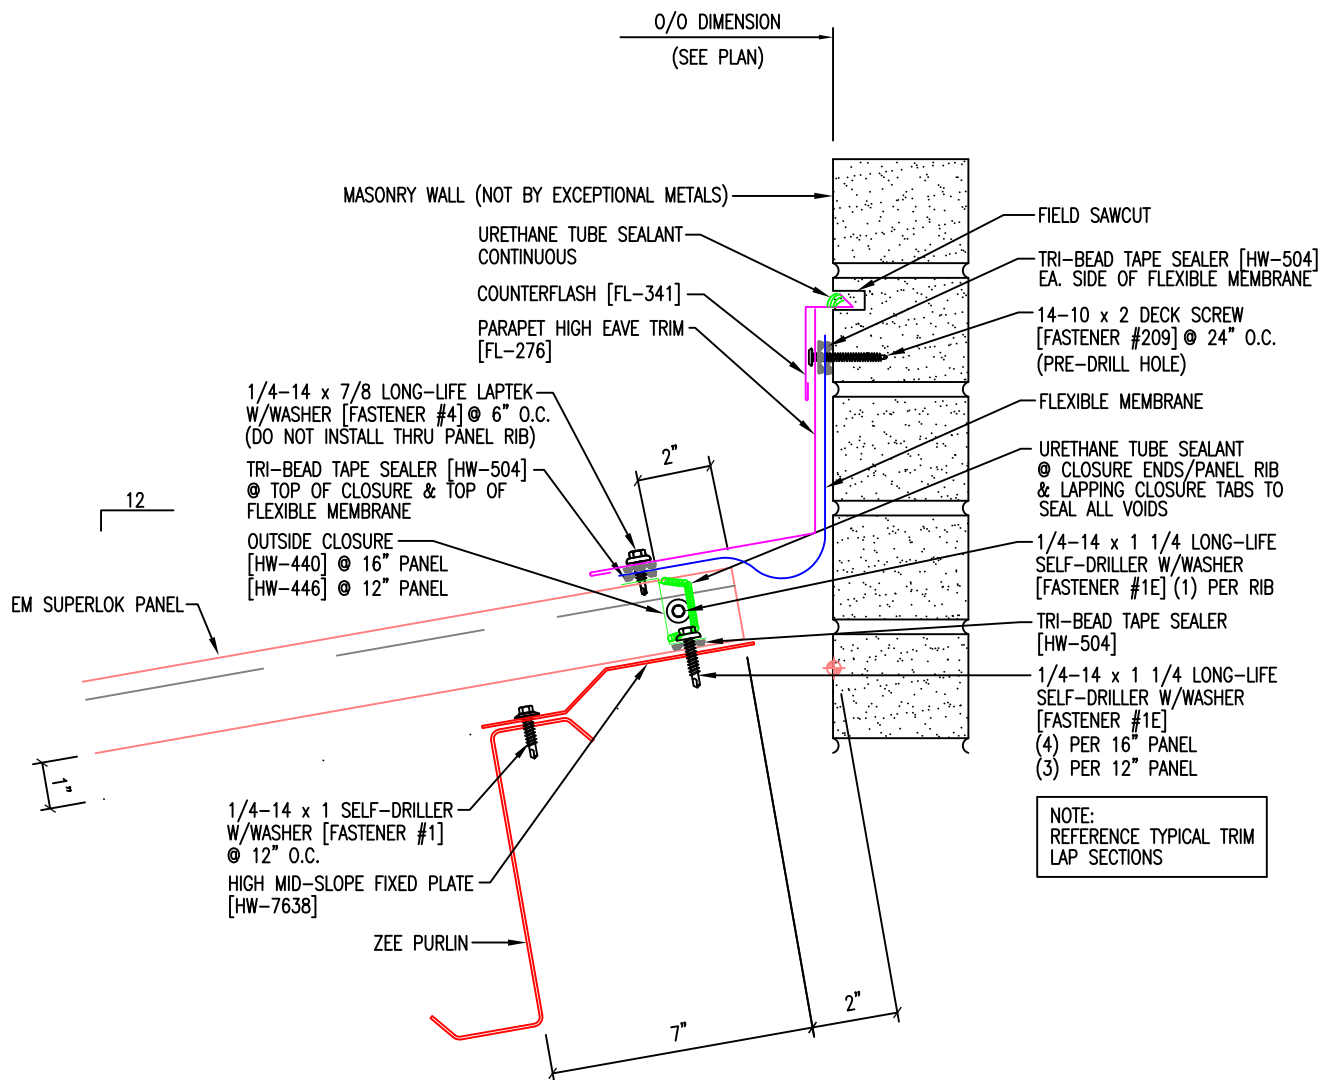 O/O DIMENSION
(SEE PLAN)
MASONRY WALL (NOT BY EXCEPTIONAL METALS)
URETHANE TUBE SEALANT
CONTINUOUS
COUNTERFLASH [FL-341]
PARAPET HIGH EAVE TRIM
[FL-276]
1/4-14 x 7/8 LONG-LIFE LAPTEK
W/WASHER [FASTENER #4] @ 6" O.C.
(DO NOT INSTALL THRU PANEL RIB)
TRI-BEAD TAPE SEALER [HW-504]
@ TOP OF CLOSURE & TOP OF
FLEXIBLE MEMBRANE
OUTSIDE CLOSURE
[HW-440] @ 16" PANEL
[HW-446] @ 12" PANEL
12
EM SUPERLOK PANEL
1"
2"
1/4-14 x 1 SELF-DRILLER
W/WASHER [FASTENER #1]
@ 12" O.C.
HIGH MID-SLOPE FIXED PLATE
[HW-7638]
ZEE PURLIN
7"
2"
FIELD SAWCUT
TRI-BEAD TAPE SEALER [HW-504]
EA. SIDE OF FLEXIBLE MEMBRANE
14-10 x 2 DECK SCREW
[FASTENER #209] @ 24" O.C.
(PRE-DRILL HOLE)
FLEXIBLE MEMBRANE
URETHANE TUBE SEALANT
@ CLOSURE ENDS/PANEL RIB
& LAPPING CLOSURE TABS TO
SEAL ALL VOIDS
1/4-14 x 1 1/4 LONG-LIFE
SELF-DRILLER W/WASHER
[FASTENER #1E] (1) PER RIB
TRI-BEAD TAPE SEALER
[HW-504]
1/4-14 x 1 1/4 LONG-LIFE
SELF-DRILLER W/WASHER
[FASTENER #1E]
(4) PER 16" PANEL
(3) PER 12" PANEL
NOTE:
REFERENCE TYPICAL TRIM
LAP SECTIONS